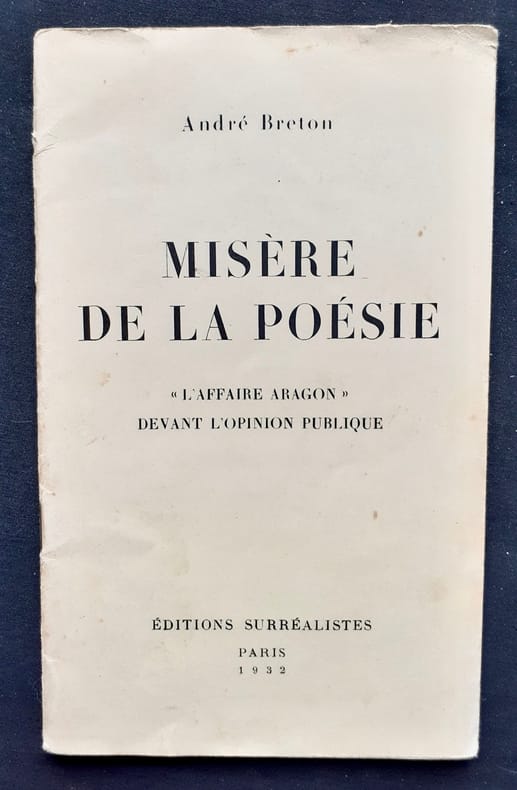 André Breton
MISÈRE
DE LA POÉSIE
« L'AFFAIRE ARAGON »
DEVANT L'OPINION PUBLIQUE
ÉDITIONS SURRÉALISTES
PARIS
1932